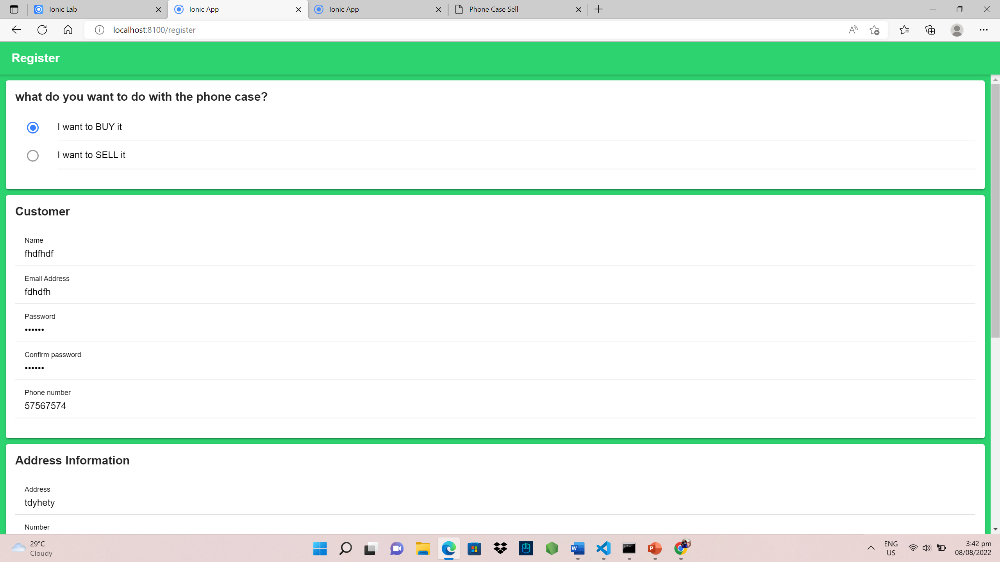 Ionic Lab
Ionic App
Ionic App
Phone Case Sell
localhost:8100/register
Register
what do you want to do with the phone case?
I want to BUY it
I want to SELL it
Customer
Name
fhdfhdf
Email Address
fdhdfh
Password
••••••
Confirm password
••••••
Phone number
57567574
Address Information
Address
tdyhety
Number
29°C
Cloudy
ENG
US
3:42 pm
08/08/2022